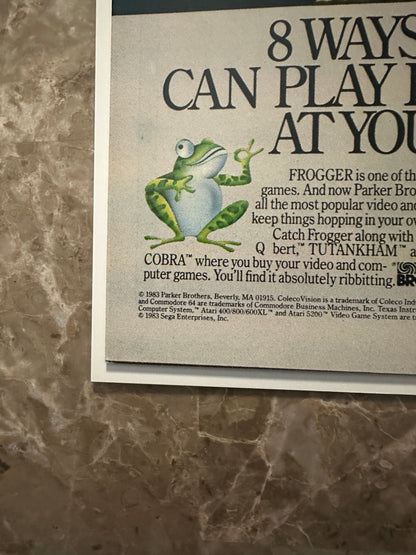 8 WAYS
CAN PLAY
AT YOU
FROGGER is one of th
games. And now Parker Bro
all the most popular video and
keep things hopping in your ov
Catch Frogger along with
Q bert,™ TUTANKHAM™ a
COBRA™ where you buy your video and com-
puter games. You'll find it absolutely ribbitting.
BRO
© 1983 Parker Brothers, Beverly, MA 01915. ColecoVision is a trademark of Coleco Ind
and Commodore 64 are trademarks of Commodore Business Machines, Inc. Texas Instr
Computer System,™ Atari 400/800/600XL™ and Atari 5200™ Video Game System are t
© 1983 Sega Enterprises, Inc.